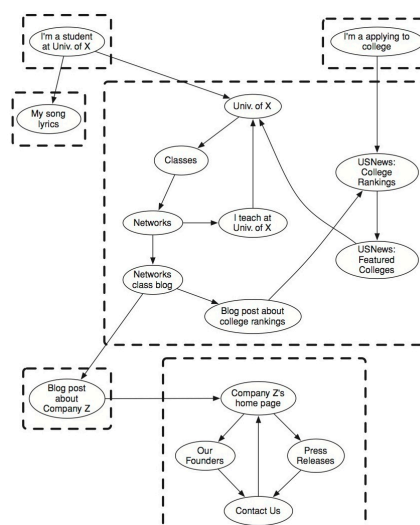 I'm a student
at Univ. of X
I'm a applying to
college
My song
lyrics
Univ. of X
Classes
USNews:
College
Rankings
Networks
I teach at
Univ. of X
USNews:
Featured
Colleges
Networks
class blog
Blog post about
college rankings
Blog post
about
Company Z
Company Z's
home page
Our
Founders
Press
Releases
Contact Us